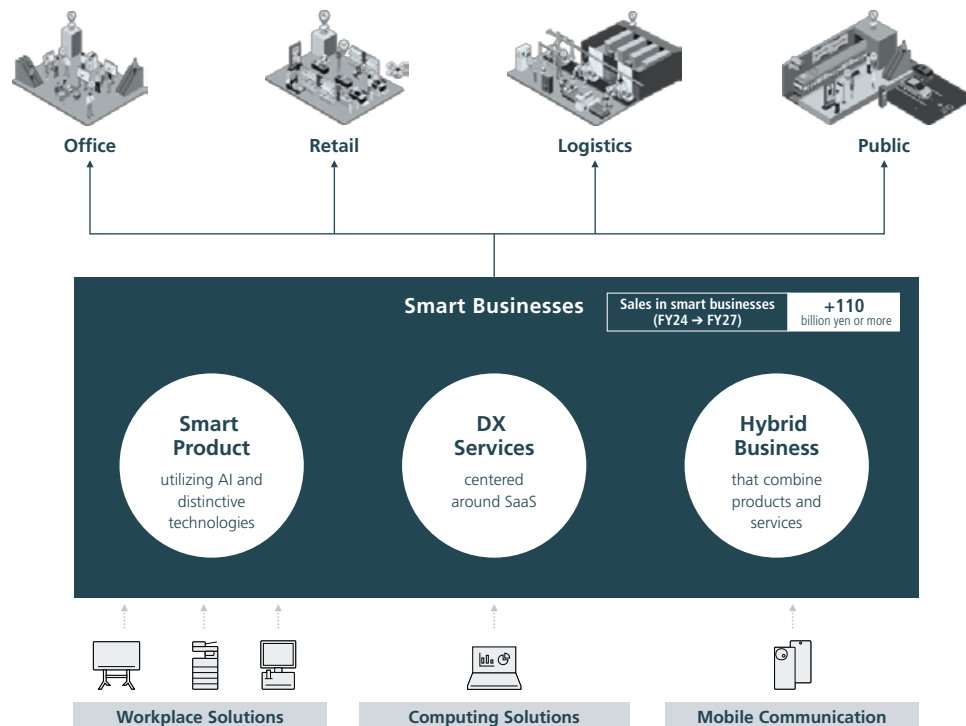 Office
Retail
Logistics
Public
Smart Businesses
Sales in smart businesses
(FY24 ➔ FY27)
+110
billion yen or more
Smart
Product
utilizing AI and
distinctive
technologies
DX
Services
centered
around SaaS
Hybrid
Business
that combine
products and
services
Workplace Solutions
Computing Solutions
Mobile Communication